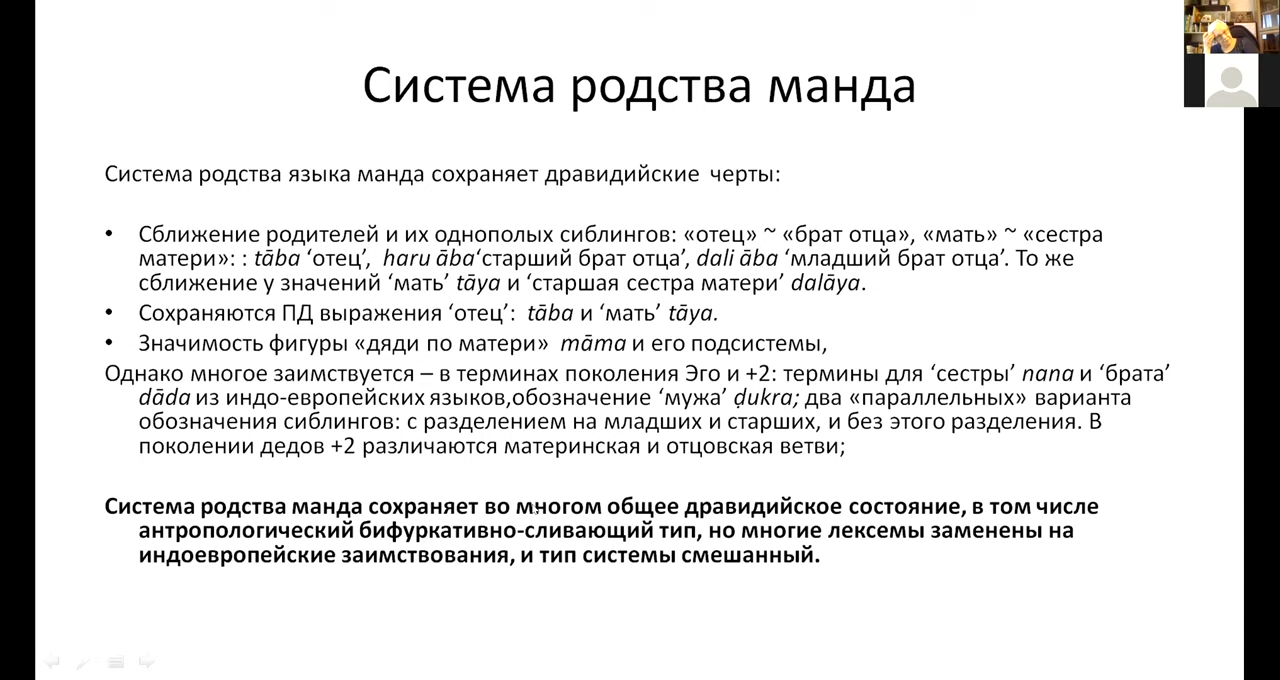 Система родства манда
Система родства языка манда сохраняет дравидийские черты:
• Сближение родителей и их однополых сиблингов: «отец» ~ «брат отца», «мать» ~ «сестра
матери»: : tāba ‘отец’, haru āba‘старший брат отца’, dali āba ‘младший брат отца’. То же
сближение у значений ‘мать’ tāya и ‘старшая сестра матери’ dalāya.
• Сохраняются ПД выражения ‘отец’: tāba и ‘мать’ tāya.
• Значимость фигуры «дяди по матери» māma и его подсистемы,
Однако многое заимствуется – в терминах поколения Эго и +2: термины для ‘сестры’ nana и ‘брата’
dāda из индо-европейских языков,обозначение ‘мужа’ ḍukra; два «параллельных» варианта
обозначения сиблингов: с разделением на младших и старших, и без этого разделения. В
поколении дедов +2 различаются материнская и отцовская ветви;
Система родства манда сохраняет во многом общее дравидийское состояние, в том числе
антропологический бифуркативно-сливающий тип, но многие лексемы заменены на
индоевропейские заимствования, и тип системы смешанный.